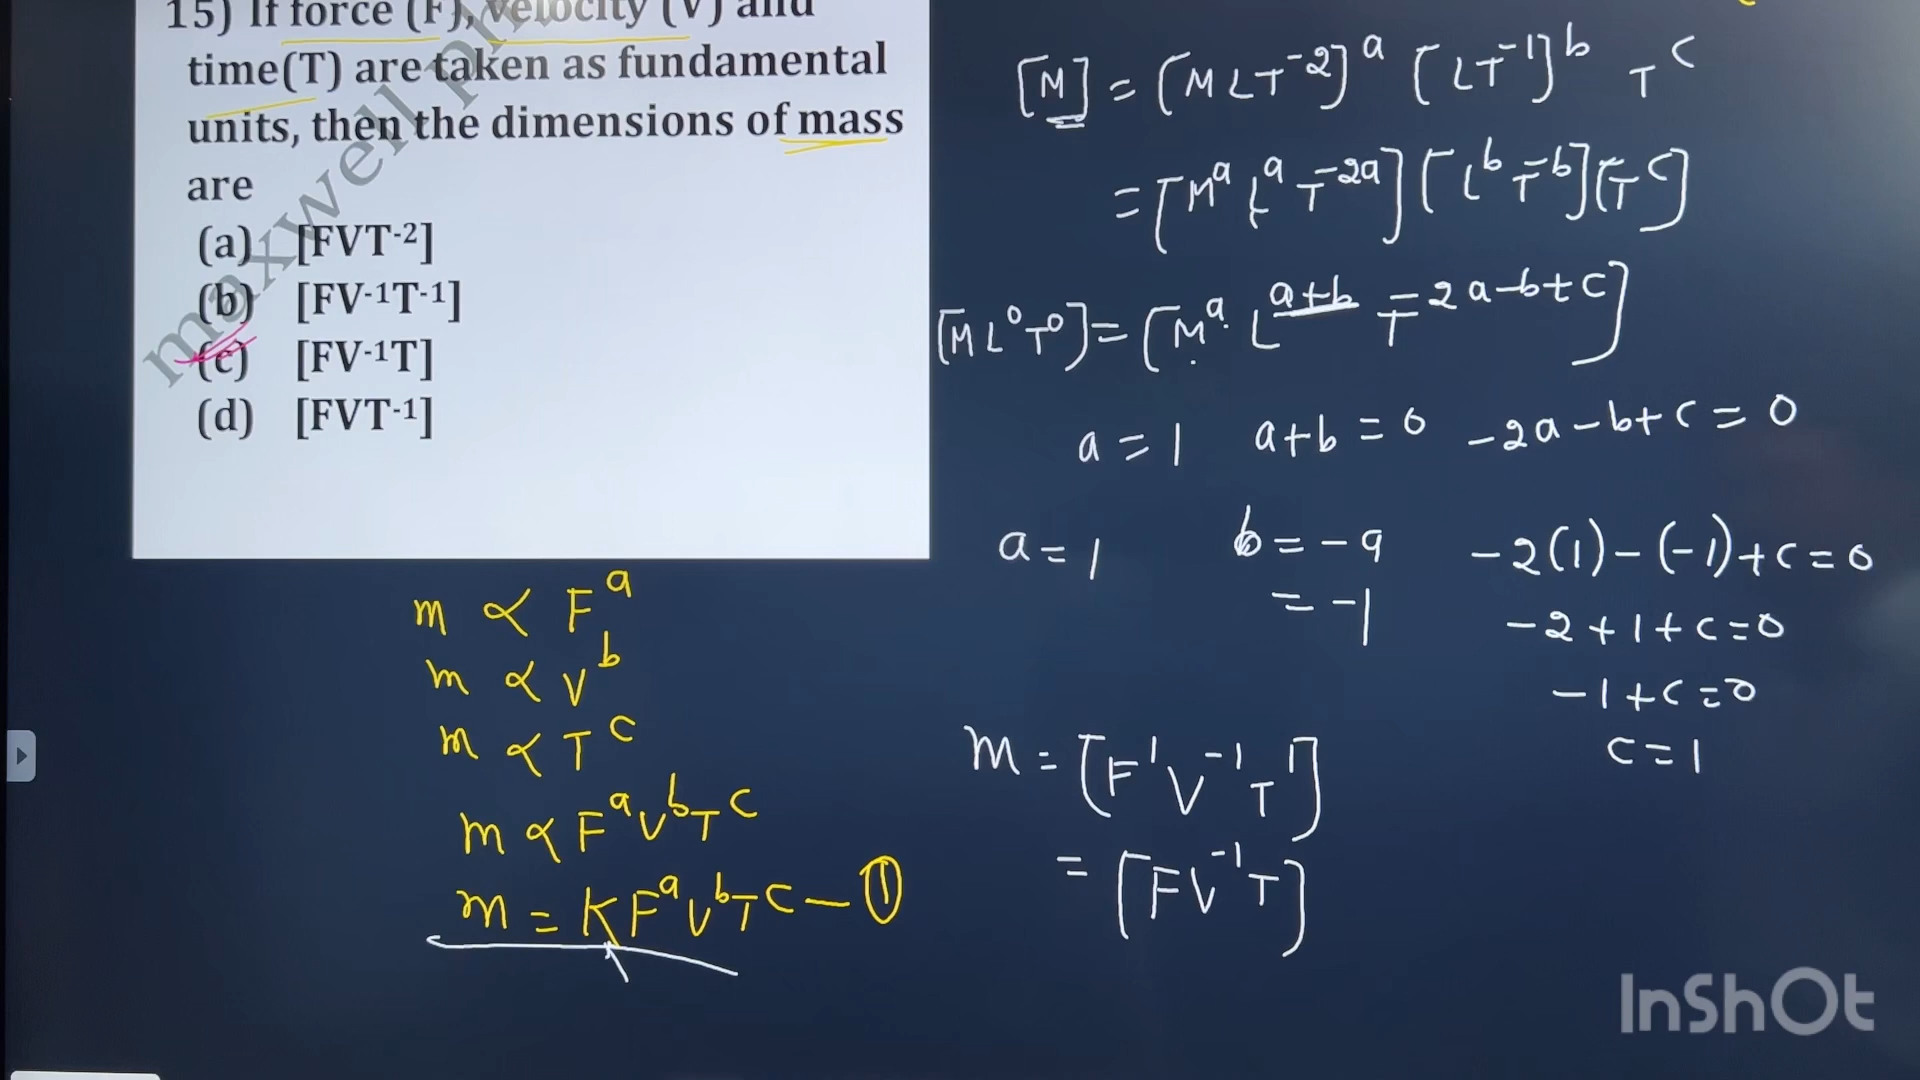 15) If force (F), velocity (V) and
time(T) are taken as fundamental
units, then the dimensions of mass
are
(a) [FVT⁻²]
(b) [FV⁻¹T⁻¹]
(c) [FV⁻¹T]
(d) [FVT⁻¹]
maxwell
m ∝ Fᵃ
m ∝ Vᵇ
m ∝ Tᶜ
m ∝ FᵃVᵇTᶜ
m = KFᵃVᵇTᶜ — ①
[M] = [MLT⁻²]ᵃ [LT⁻¹]ᵇ Tᶜ
= [Mᵃ Lᵃ T⁻²ᵃ] [Lᵇ T⁻ᵇ] [Tᶜ]
[M L⁰T⁰] = [Mᵃ Lᵃ⁺ᵇ T^-2a-b+c]
a = 1 a+b = 0 -2a-b+c = 0
a = 1 b = -a -2(1)-(-1)+c=0
= -1 -2+1+c=0
-1+c=0
c=1
m = [F¹V⁻¹T¹]
= [FV⁻¹T]
InShOt